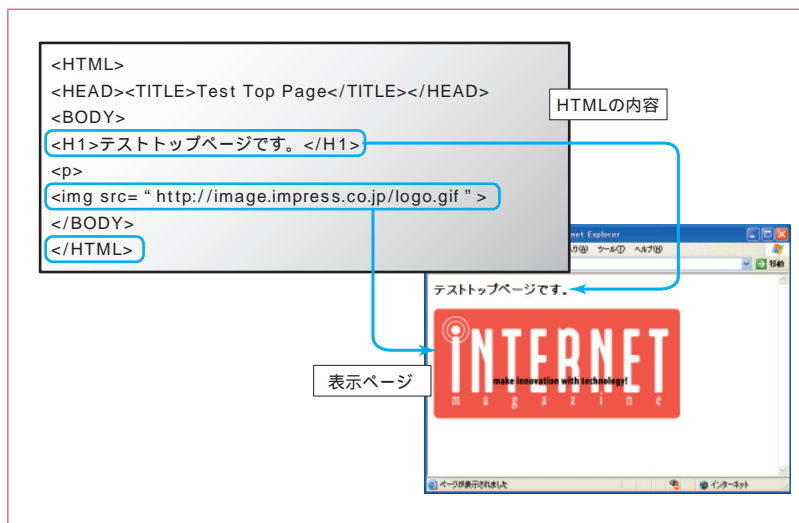 <HTML>
<HEAD><TITLE>Test Top Page</TITLE></HEAD>
<BODY>
<H1>テストトップページです。</H1>
<p>
<img src= “ http://image.impress.co.jp/logo.gif ” >
</BODY>
</HTML>
HTMLの内容
net Explorer
ツール(T) ヘルプ(H)
移動
テストトップページです。
INTERNET
make innovation with technology!
magazine
表示ページ
ページが表示されました
インターネット